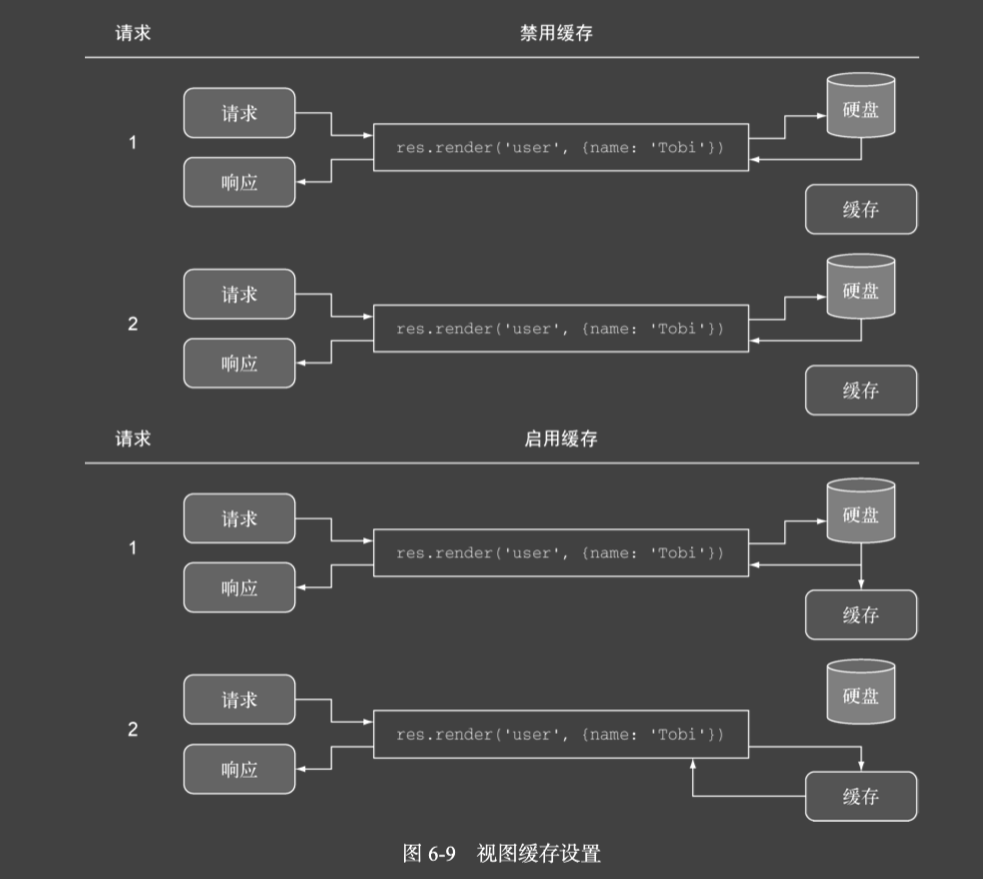 请求 禁用缓存
1
请求
响应
res.render('user', {name: 'Tobi'})
硬盘
缓存
2
请求
响应
res.render('user', {name: 'Tobi'})
硬盘
缓存
请求 启用缓存
1
请求
响应
res.render('user', {name: 'Tobi'})
硬盘
缓存
2
请求
响应
res.render('user', {name: 'Tobi'})
硬盘
缓存
图 6-9 视图缓存设置